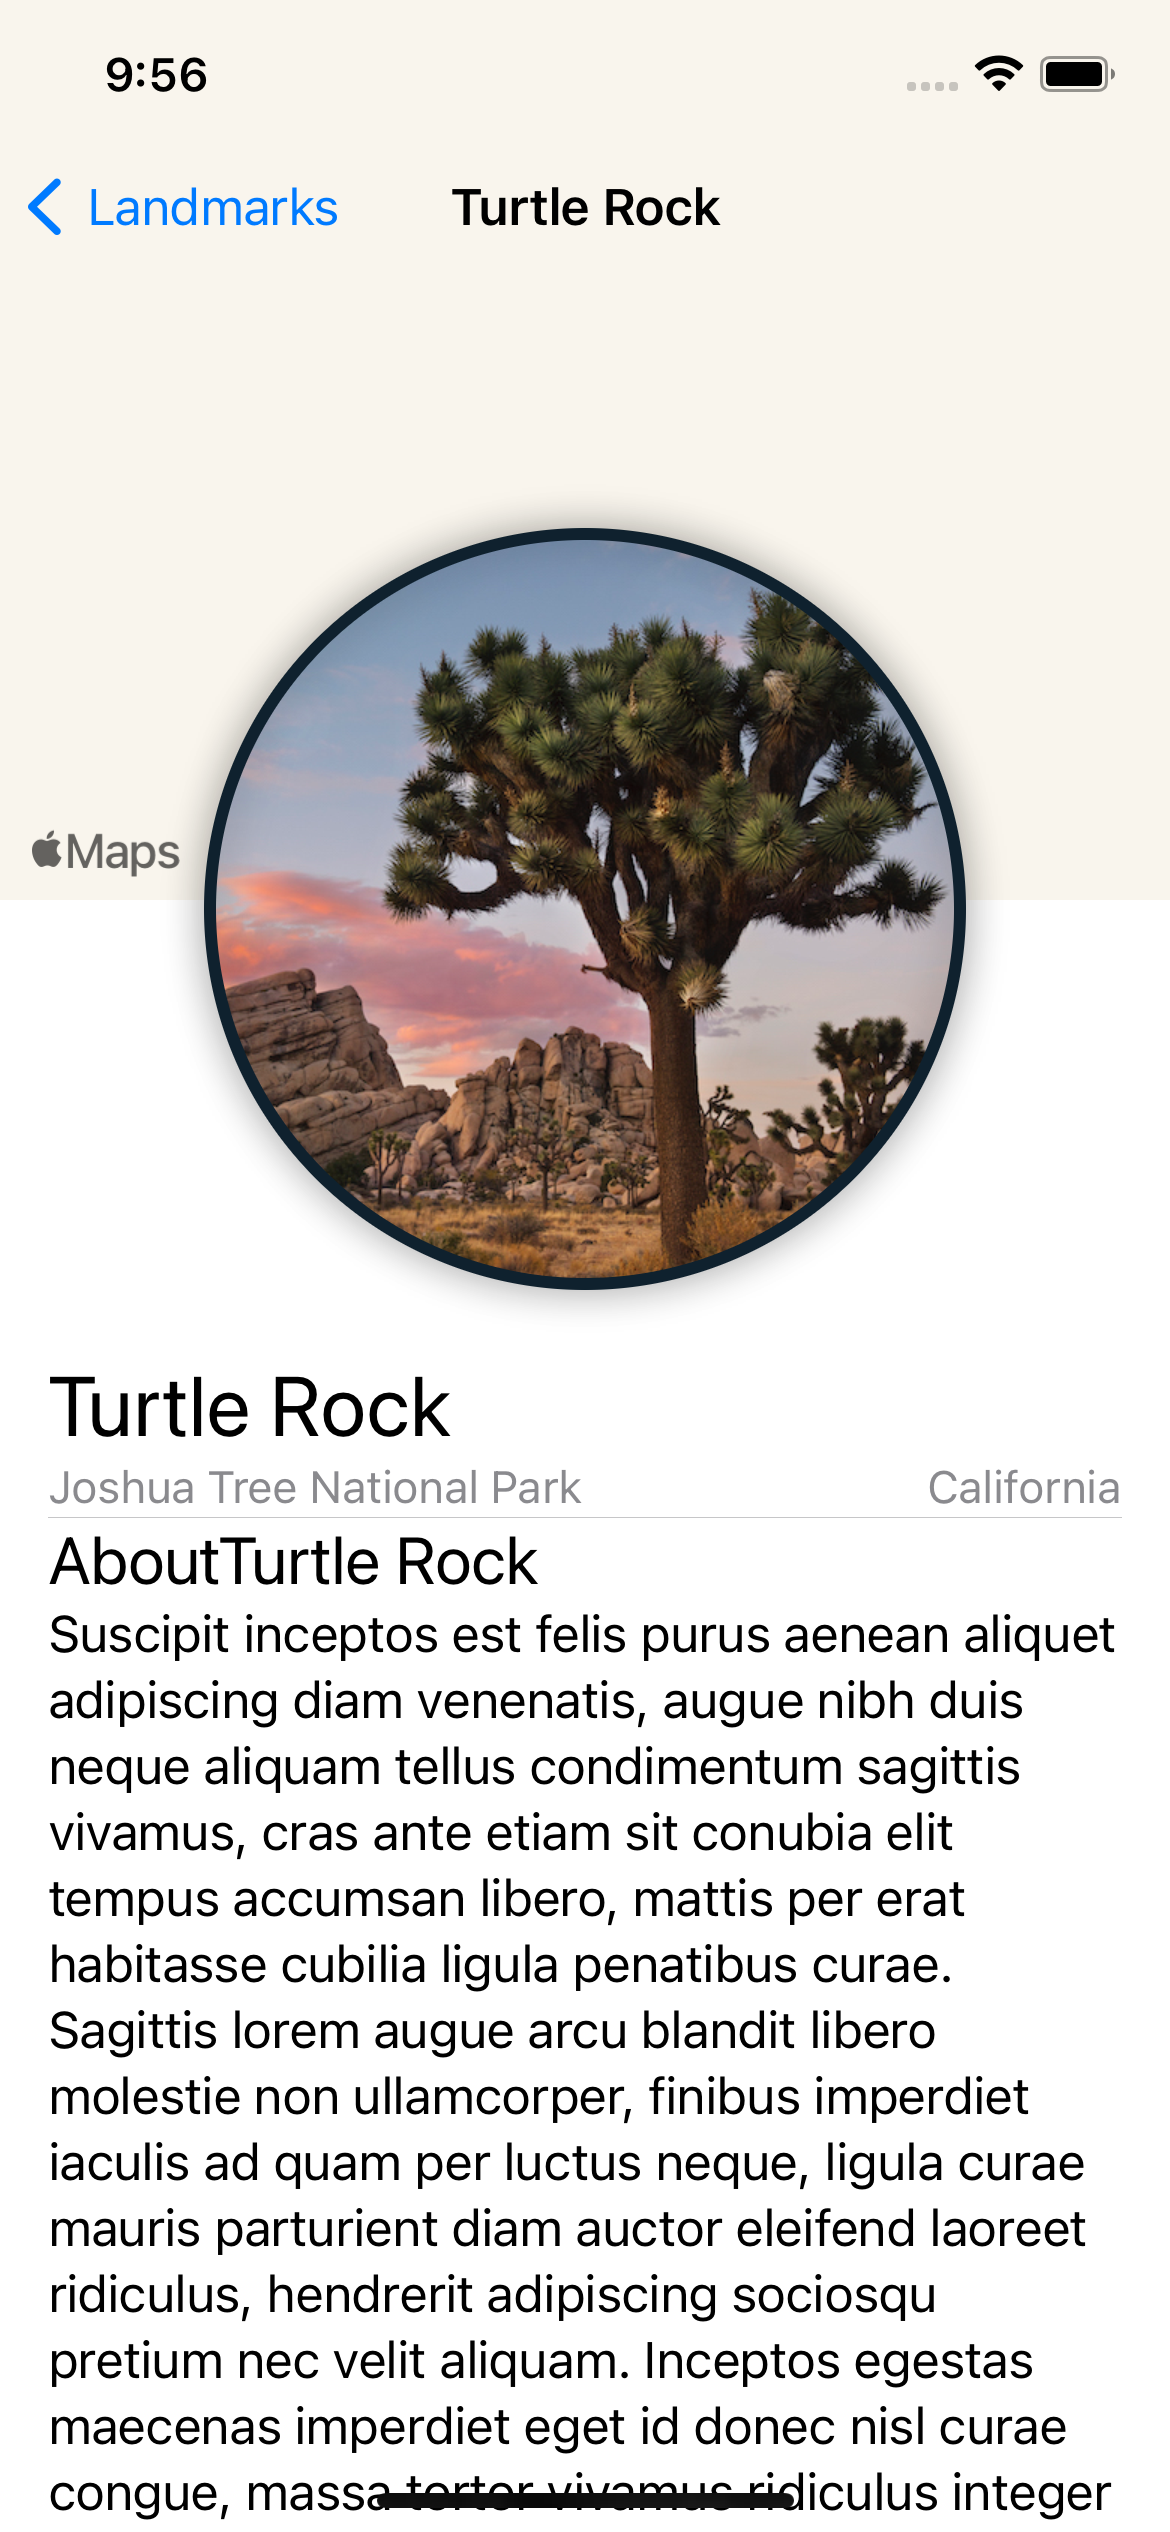 9:56
Landmarks
Turtle Rock
Maps
Turtle Rock
Joshua Tree National Park California
AboutTurtle Rock
Suscipit inceptos est felis purus aenean aliquet
adipiscing diam venenatis, augue nibh duis
neque aliquam tellus condimentum sagittis
vivamus, cras ante etiam sit conubia elit
tempus accumsan libero, mattis per erat
habitasse cubilia ligula penatibus curae.
Sagittis lorem augue arcu blandit libero
molestie non ullamcorper, finibus imperdiet
iaculis ad quam per luctus neque, ligula curae
mauris parturient diam auctor eleifend laoreet
ridiculus, hendrerit adipiscing sociosqu
pretium nec velit aliquam. Inceptos egestas
maecenas imperdiet eget id donec nisl curae
congue, massa tortor vivamus ridiculus integer